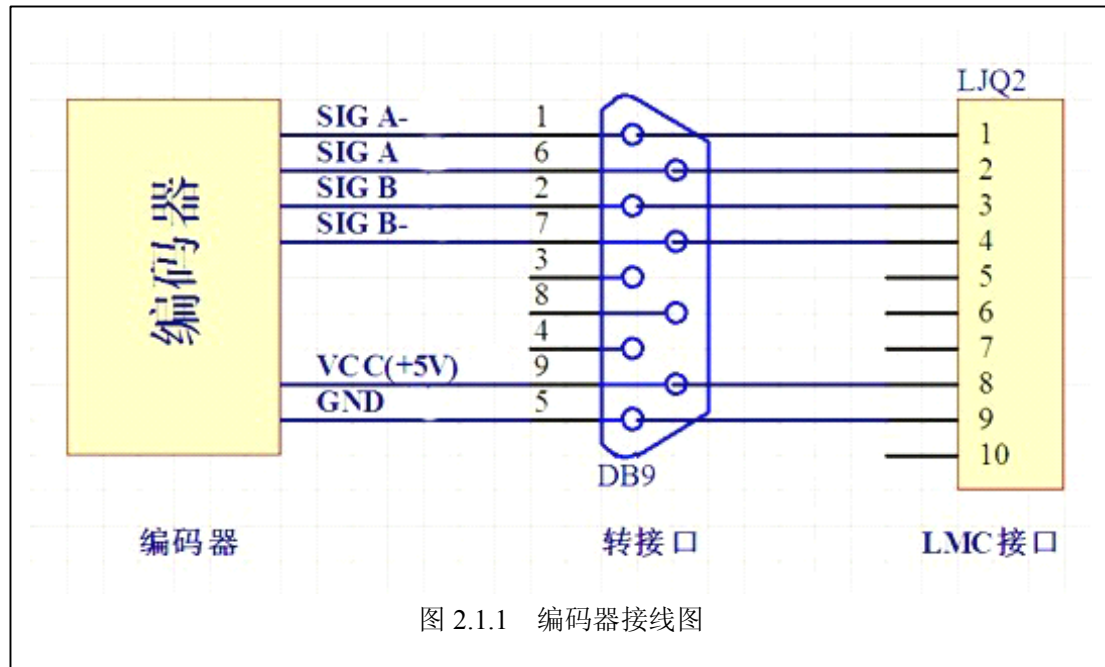 LJQ2
SIG A- 1 1
SIG A 6 2
SIG B 2 3
SIG B- 7 4
3 5
8 6
4 7
VCC(+5V) 9 8
GND 5 9
10
编码器
DB9
编码器 转接口 LMC接口
图 2.1.1 编码器接线图